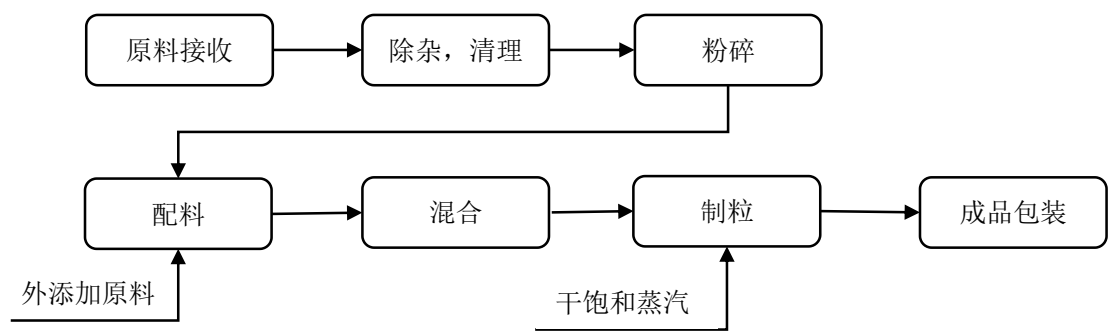 原料接收
除杂，清理
粉碎
配料
混合
制粒
成品包装
外添加原料
干饱和蒸汽